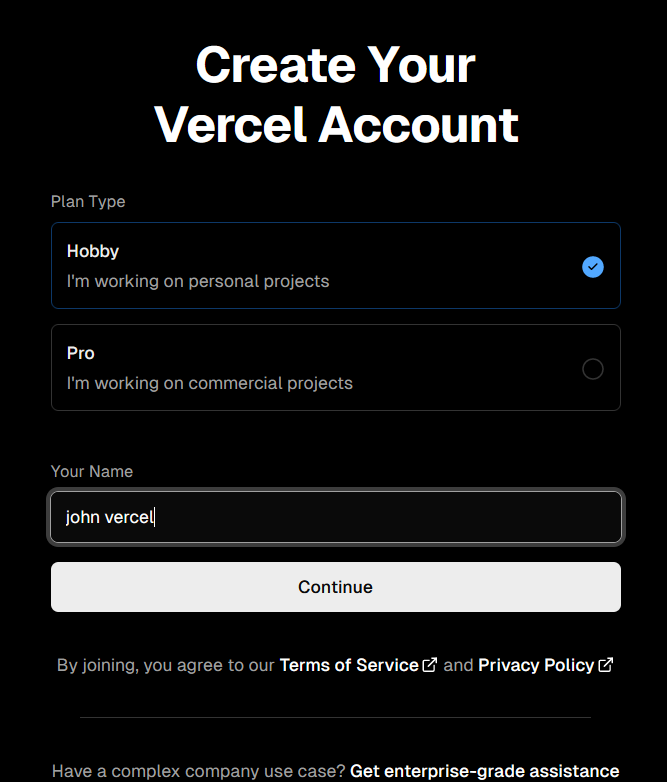 Create Your
Vercel Account
Plan Type
Hobby
I'm working on personal projects
Pro
I'm working on commercial projects
Your Name
john vercel
Continue
By joining, you agree to our Terms of Service and Privacy Policy
Have a complex company use case? Get enterprise-grade assistance